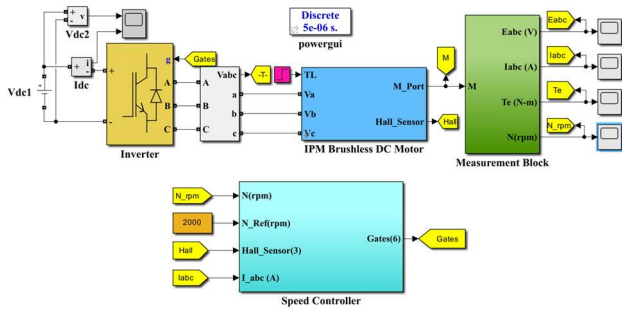 Discrete
5e-06 s.
powergui
Vdc2
v
i
Idc
Vdc1
g
Gates
A
B
C
Inverter
Vabc
A
B
C
a
b
c
-T-
TL
Va
Vb
Vc
M_Port
Hall_Sensor
IPM Brushless DC Motor
M
Hall
M
Eabc (V)
Iabc (A)
Te (N-m)
N(rpm)
Measurement Block
Eabc
Iabc
Te
N_rpm
N_rpm
2000
Hall
Iabc
N(rpm)
N_Ref(rpm)
Hall_Sensor(3)
I_abc (A)
Gates(6)
Gates
Speed Controller